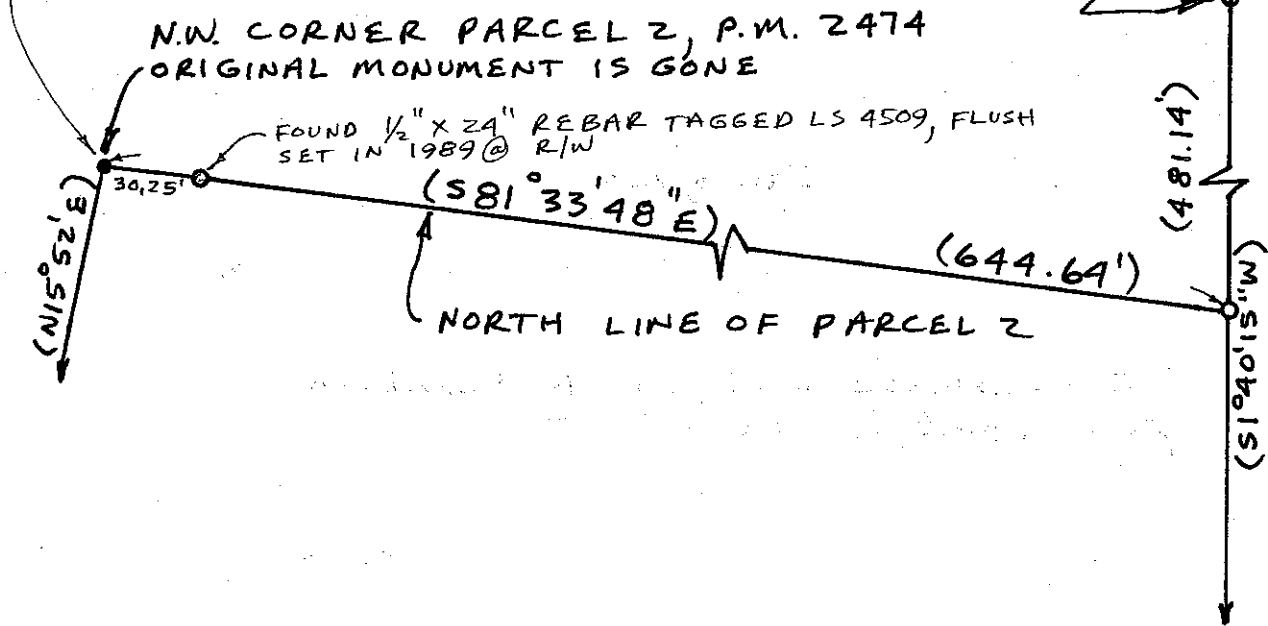 N.W. CORNER PARCEL 2, P.M. 2474
ORIGINAL MONUMENT IS GONE
FOUND 1/2" X 24" REBAR TAGGED LS 4509, FLUSH
SET IN 1989 @ R/W
30.25'
(S81°33'48"E)
(N15°52'E)
(481.14')
(644.64')
NORTH LINE OF PARCEL 2
(S1°40'15"W)